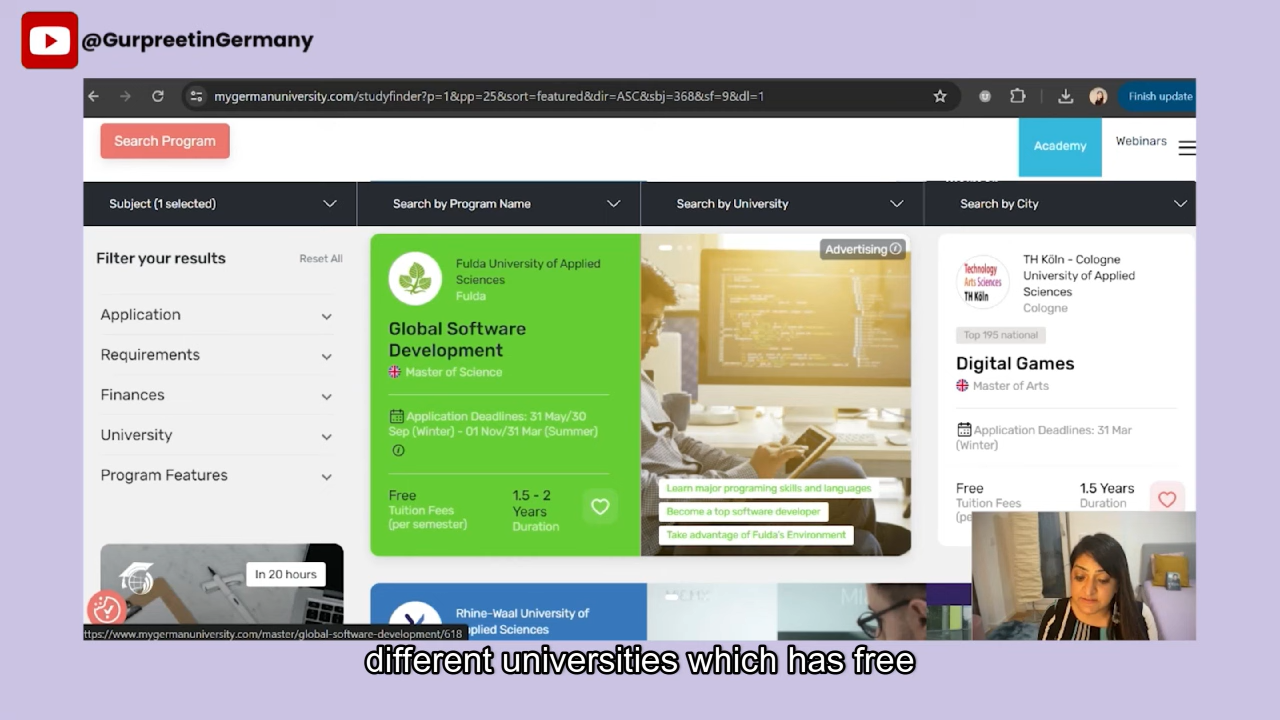 @GurpreetinGermany
mygermanuniversity.com/studyfinder?p=1&pp=25&sort=featured&dir=ASC&sbj=368&sf=9&dl=1
Finish update
Search Program
Academy
Webinars
Subject (1 selected)
Search by Program Name
Search by University
Search by City
Filter your results
Reset All
Application
Requirements
Finances
University
Program Features
In 20 hours
Fulda University of Applied
Sciences
Fulda
Global Software
Development
Master of Science
Application Deadlines: 31 May/30
Sep (Winter) - 01 Nov/31 Mar (Summer)
Free
Tuition Fees
(per semester)
1.5 - 2
Years
Duration
Advertising
Learn major programing skills and languages
Become a top software developer
Take advantage of Fulda's Environment
Technology
Arts Sciences
TH Köln
TH Köln - Cologne
University of Applied
Sciences
Cologne
Top 195 national
Digital Games
Master of Arts
Application Deadlines: 31 Mar
(Winter)
Free
Tuition Fees
1.5 Years
Duration
Rhine-Waal University of
Applied Sciences
https://www.mygermanuniversity.com/master/global-software-development/618
different universities which has free